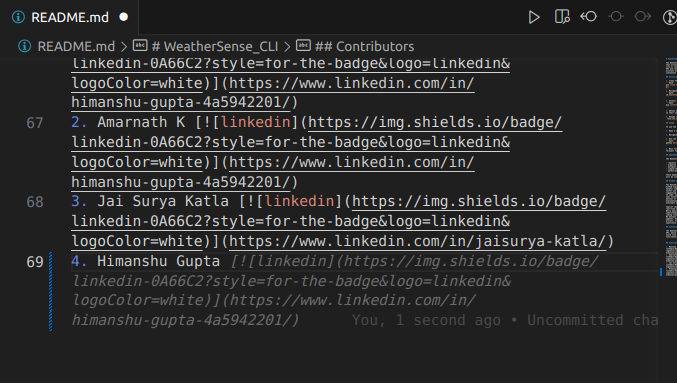 README.md
README.md > # WeatherSense_CLI > ## Contributors
linkedin-0A66C2?style=for-the-badge&logo=linkedin&
logoColor=white)](https://www.linkedin.com/in/
himanshu-gupta-4a5942201/)
67 2. Amarnath K [![linkedin](https://img.shields.io/badge/
linkedin-0A66C2?style=for-the-badge&logo=linkedin&
logoColor=white)](https://www.linkedin.com/in/
himanshu-gupta-4a5942201/)
68 3. Jai Surya Katla [![linkedin](https://img.shields.io/badge/
linkedin-0A66C2?style=for-the-badge&logo=linkedin&
logoColor=white)](https://www.linkedin.com/in/jaisurya-katla/)
69 4. Himanshu Gupta [![linkedin](https://img.shields.io/badge/
linkedin-0A66C2?style=for-the-badge&logo=linkedin&
logoColor=white)](https://www.linkedin.com/in/
himanshu-gupta-4a5942201/) You, 1 second ago • Uncommitted cha